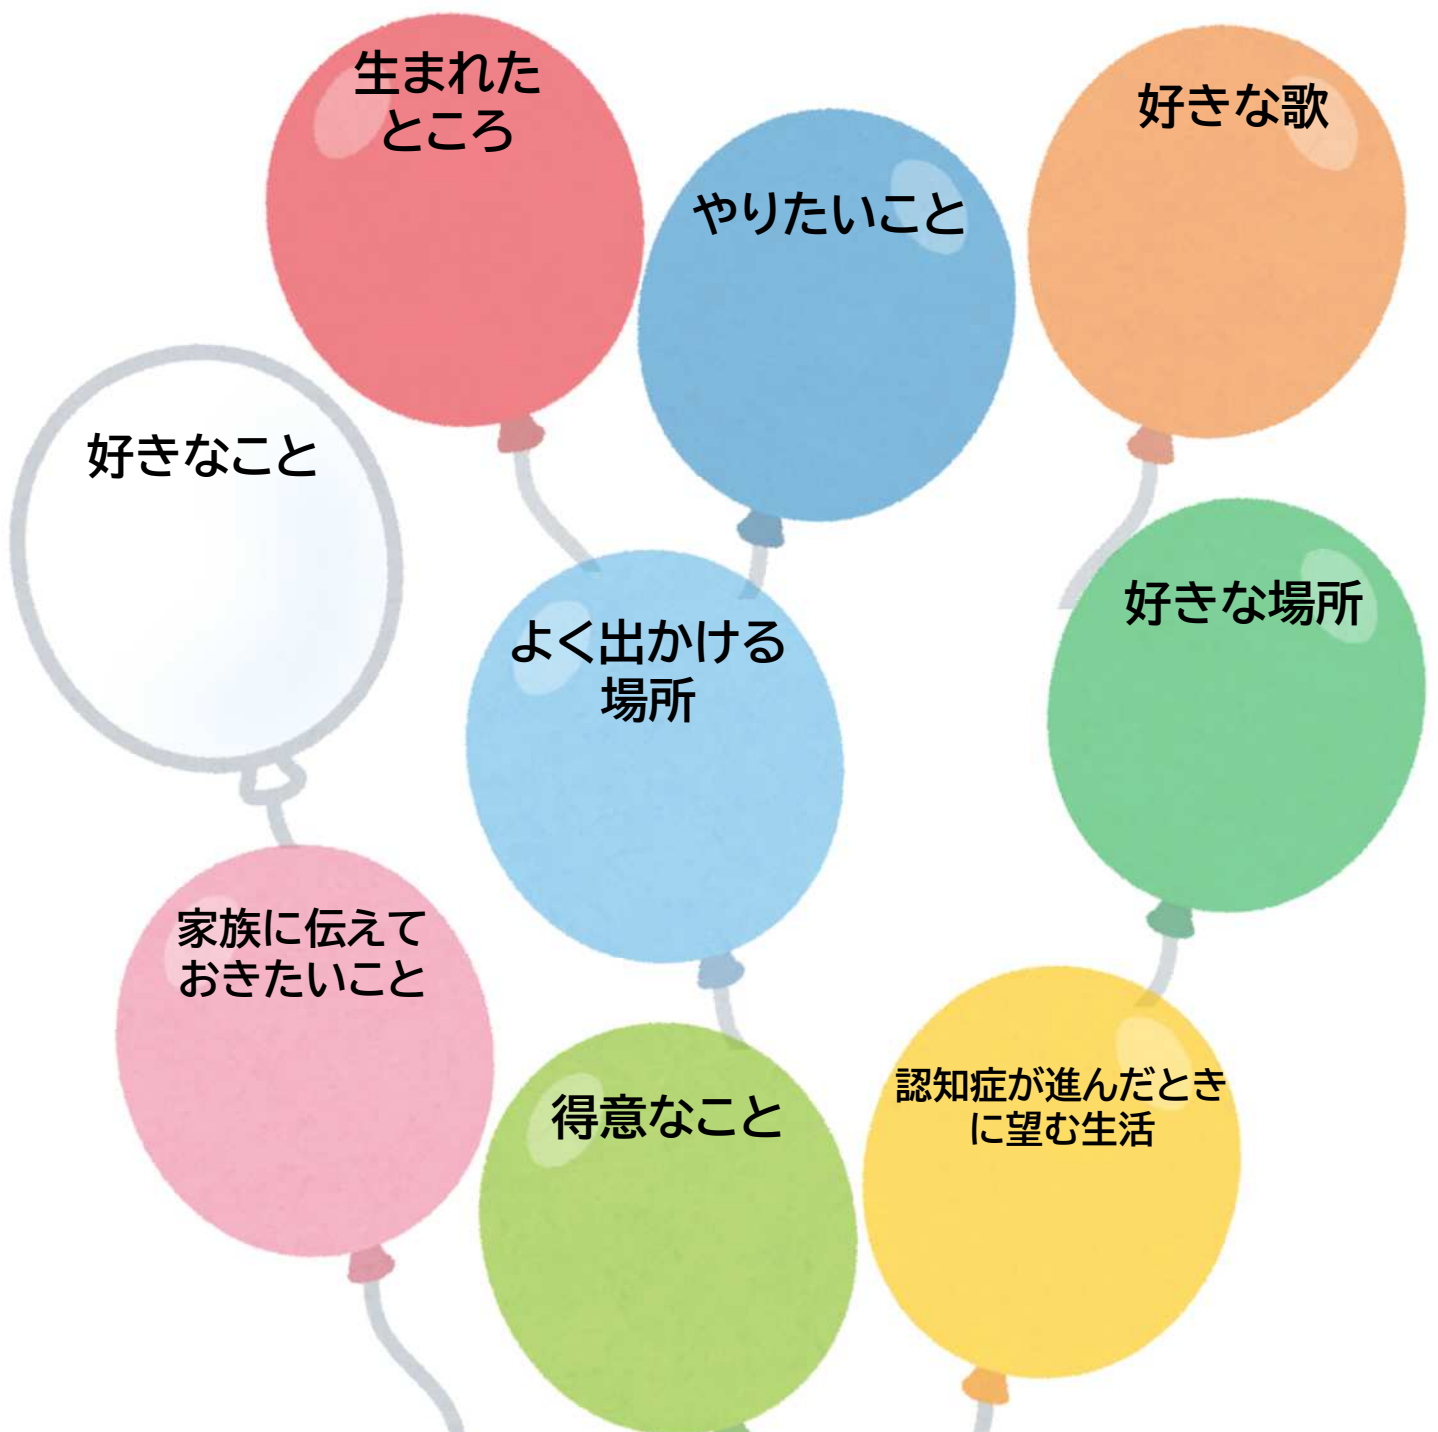 生まれた
ところ
やりたいこと
好きな歌
好きなこと
よく出かける
場所
好きな場所
家族に伝えて
おきたいこと
得意なこと
認知症が進んだとき
に望む生活